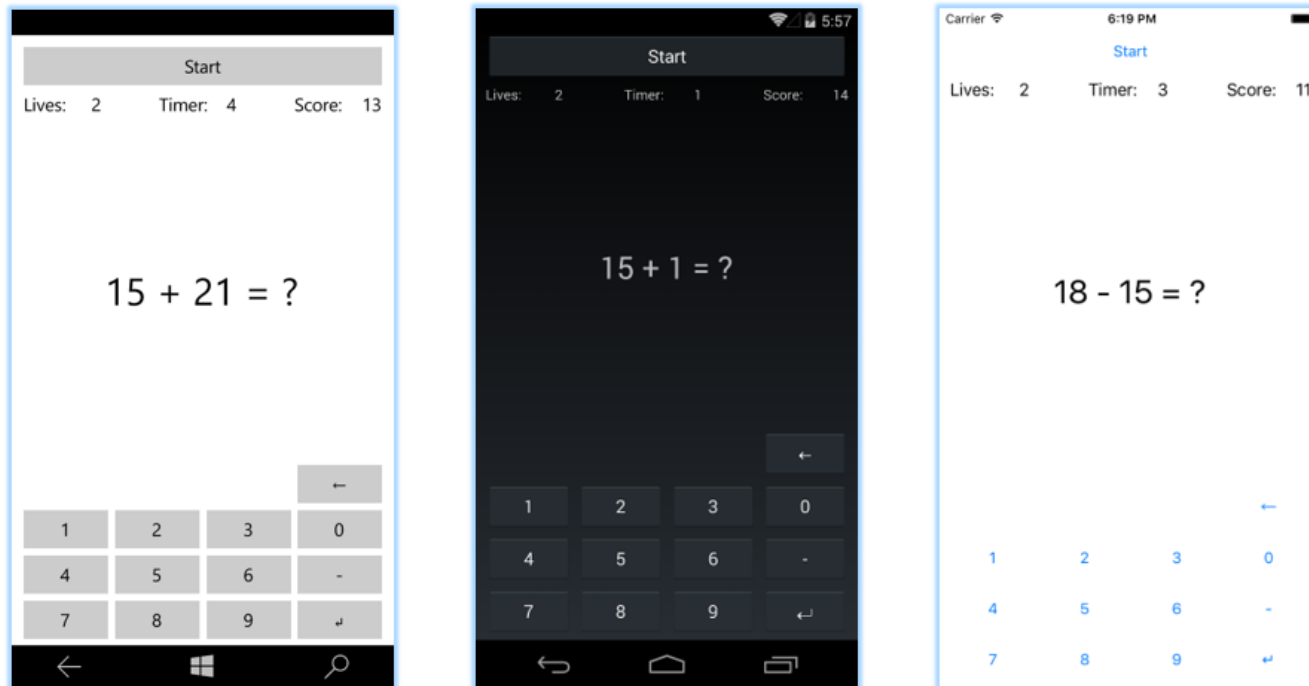 Start
Lives: 2 Timer: 4 Score: 13
15 + 21 = ?
←
1 2 3 0
4 5 6 -
7 8 9 ↵
5:57
Start
Lives: 2 Timer: 1 Score: 14
15 + 1 = ?
←
1 2 3 0
4 5 6 -
7 8 9 ↵
Carrier 6:19 PM
Start
Lives: 2 Timer: 3 Score: 11
18 - 15 = ?
←
1 2 3 0
4 5 6 -
7 8 9 ↵